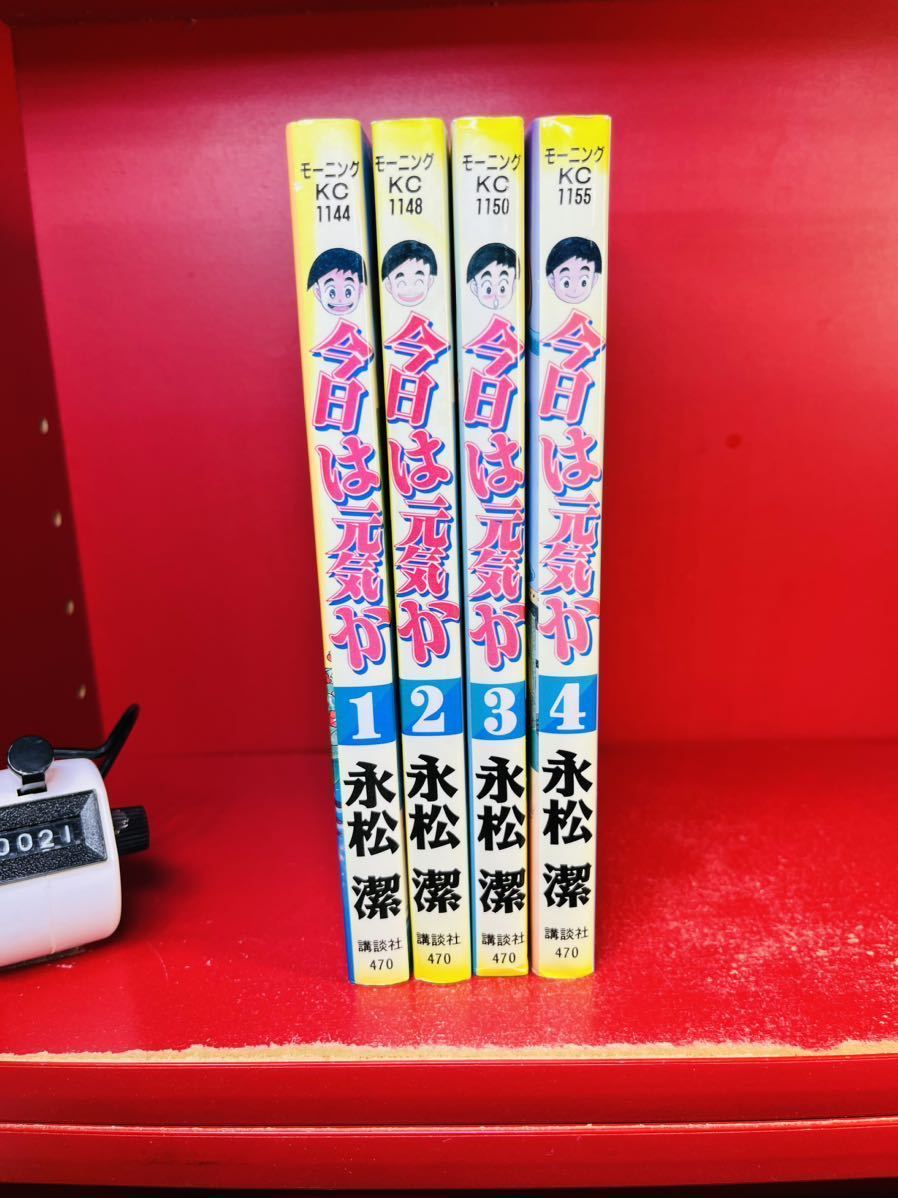 モーニング
KC
1144
今日は元気か
1
永松 潔
講談社
470
モーニング
KC
1148
今日は元気か
2
永松 潔
講談社
470
モーニング
KC
1150
今日は元気か
3
永松 潔
講談社
470
モーニング
KC
1155
今日は元気か
4
永松 潔
講談社
470
0021